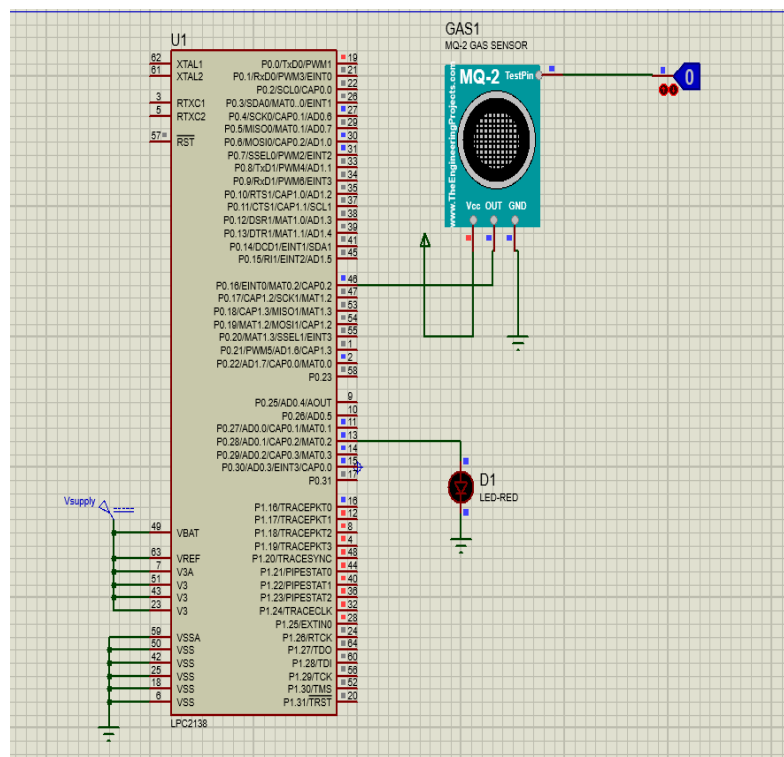 U1
62 XTAL1
61 XTAL2
3 RTXC1
5 RTXC2
57 RST
49 VBAT
63 VREF
7 V3A
51 V3
43 V3
23 V3
59 VSSA
50 VSS
42 VSS
25 VSS
18 VSS
6 VSS
Vsupply
P0.0/TxD0/PWM1 19
P0.1/RxD0/PWM3/EINT0 21
P0.2/SCL0/CAP0.0 22
P0.3/SDA0/MAT0..0/EINT1 26
P0.4/SCK0/CAP0.1/AD0.6 27
P0.5/MISO0/MAT0.1/AD0.7 29
P0.6/MOSI0/CAP0.2/AD1.0 30
P0.7/SSEL0/PWM2/EINT2 31
P0.8/TxD1/PWM4/AD1.1 33
P0.9/RxD1/PWM6/EINT3 34
P0.10/RTS1/CAP1.0/AD1.2 35
P0.11/CTS1/CAP1.1/SCL1 37
P0.12/DSR1/MAT1.0/AD1.3 38
P0.13/DTR1/MAT1.1/AD1.4 39
P0.14/DCD1/EINT1/SDA1 41
P0.15/RI1/EINT2/AD1.5 45
P0.16/EINT0/MAT0.2/CAP0.2 46
P0.17/CAP1.2/SCK1/MAT1.2 47
P0.18/CAP1.3/MISO1/MAT1.3 53
P0.19/MAT1.2/MOSI1/CAP1.2 54
P0.20/MAT1.3/SSEL1/EINT3 55
P0.21/PWM5/AD1.6/CAP1.3 1
P0.22/AD1.7/CAP0.0/MAT0.0 2
P0.23 58
P0.25/AD0.4/AOUT 9
P0.26/AD0.5 10
P0.27/AD0.0/CAP0.1/MAT0.1 11
P0.28/AD0.1/CAP0.2/MAT0.2 13
P0.29/AD0.2/CAP0.3/MAT0.3 14
P0.30/AD0.3/EINT3/CAP0.0 15
P0.31 17
P1.16/TRACEPKT0 16
P1.17/TRACEPKT1 12
P1.18/TRACEPKT2 8
P1.19/TRACEPKT3 4
P1.20/TRACESYNC 48
P1.21/PIPESTAT0 44
P1.22/PIPESTAT1 40
P1.23/PIPESTAT2 36
P1.24/TRACECLK 32
P1.25/EXTIN0 28
P1.26/RTCK 24
P1.27/TDO 64
P1.28/TDI 60
P1.29/TCK 56
P1.30/TMS 52
P1.31/TRST 20
LPC2138
GAS1
MQ-2 GAS SENSOR
MQ-2 TestPin
www.TheEngineeringProjects.com
Vcc OUT GND
0
D1
LED-RED